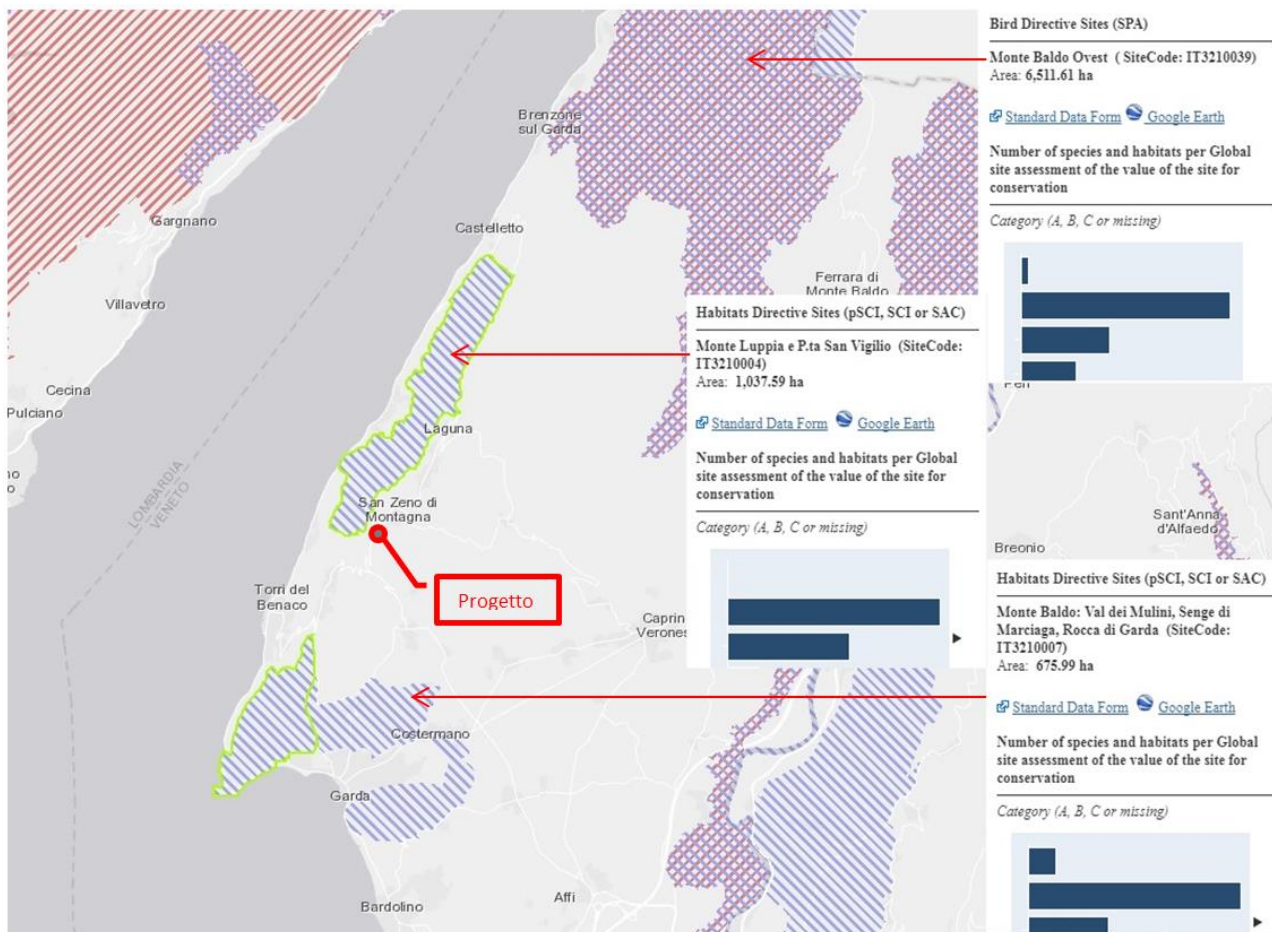 Bird Directive Sites (SPA)
Monte Baldo Ovest ( SiteCode: IT3210039)
Area: 6,511.61 ha
Standard Data Form Google Earth
Number of species and habitats per Global
site assessment of the value of the site for
conservation
Category (A, B, C or missing)
Brenzone
sul Garda
Gargnano
Castelletto
Villavetro
Ferrara di
Monte Baldo
Habitats Directive Sites (pSCI, SCI or SAC)
Monte Luppia e P.ta San Vigilio (SiteCode:
IT3210004)
Area: 1,037.59 ha
Standard Data Form Google Earth
Number of species and habitats per Global
site assessment of the value of the site for
conservation
Category (A, B, C or missing)
Cecina
Pulciano
Laguna
LOMBARDIA
VENETO
San Zeno di
Montagna
Progetto
Torri del
Benaco
Caprin
Verones
Sant'Anna
d'Alfaedo
Breonio
Habitats Directive Sites (pSCI, SCI or SAC)
Monte Baldo: Val dei Mulini, Senge di
Marciaga, Rocca di Garda (SiteCode:
IT3210007)
Area: 675.99 ha
Standard Data Form Google Earth
Number of species and habitats per Global
site assessment of the value of the site for
conservation
Category (A, B, C or missing)
Costermano
Garda
Affi
Bardolino